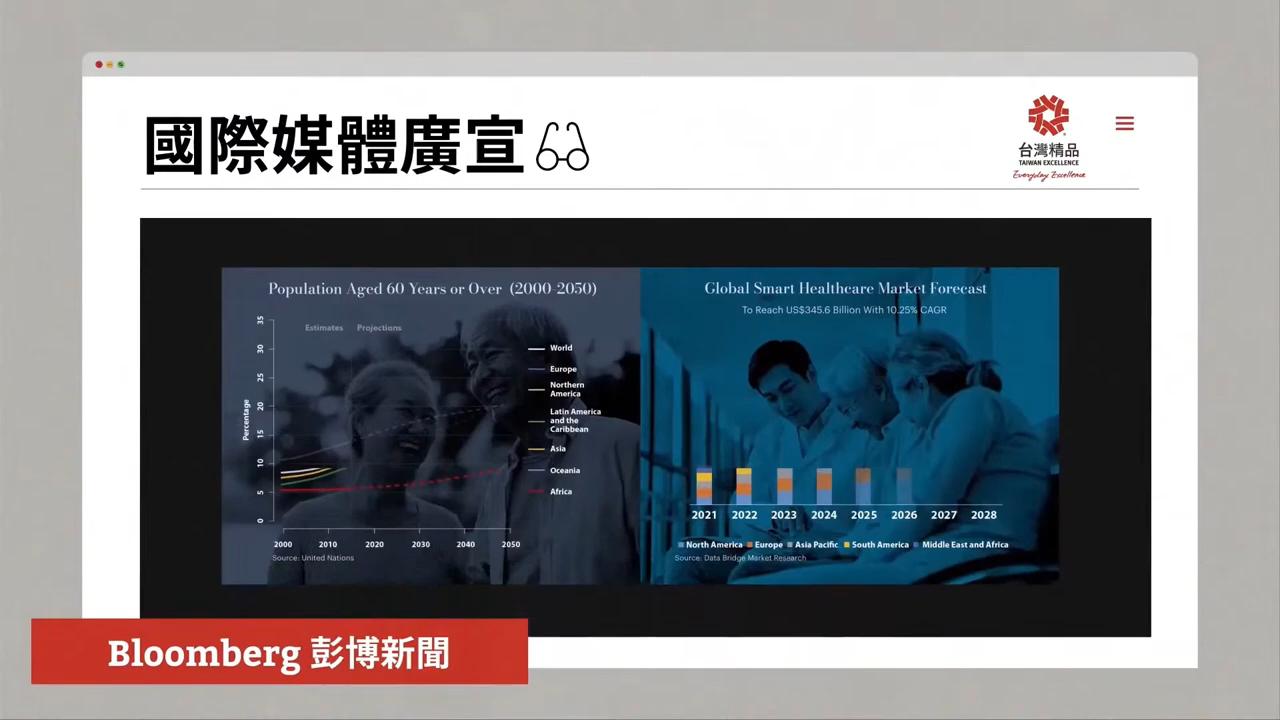 國際媒體廣宣
台灣精品
TAIWAN EXCELLENCE
Everyday Excellence
Population Aged 60 Years or Over (2000-2050)
Estimates Projections
Percentage
35
30
25
20
15
10
5
0
World
Europe
Northern
America
Latin America
and the
Caribbean
Asia
Oceania
Africa
2000 2010 2020 2030 2040 2050
Source: United Nations
Global Smart Healthcare Market Forecast
To Reach US$345.6 Billion With 10.25% CAGR
2021 2022 2023 2024 2025 2026 2027 2028
North America Europe Asia Pacific South America Middle East and Africa
Source: Data Bridge Market Research
Bloomberg 彭博新聞